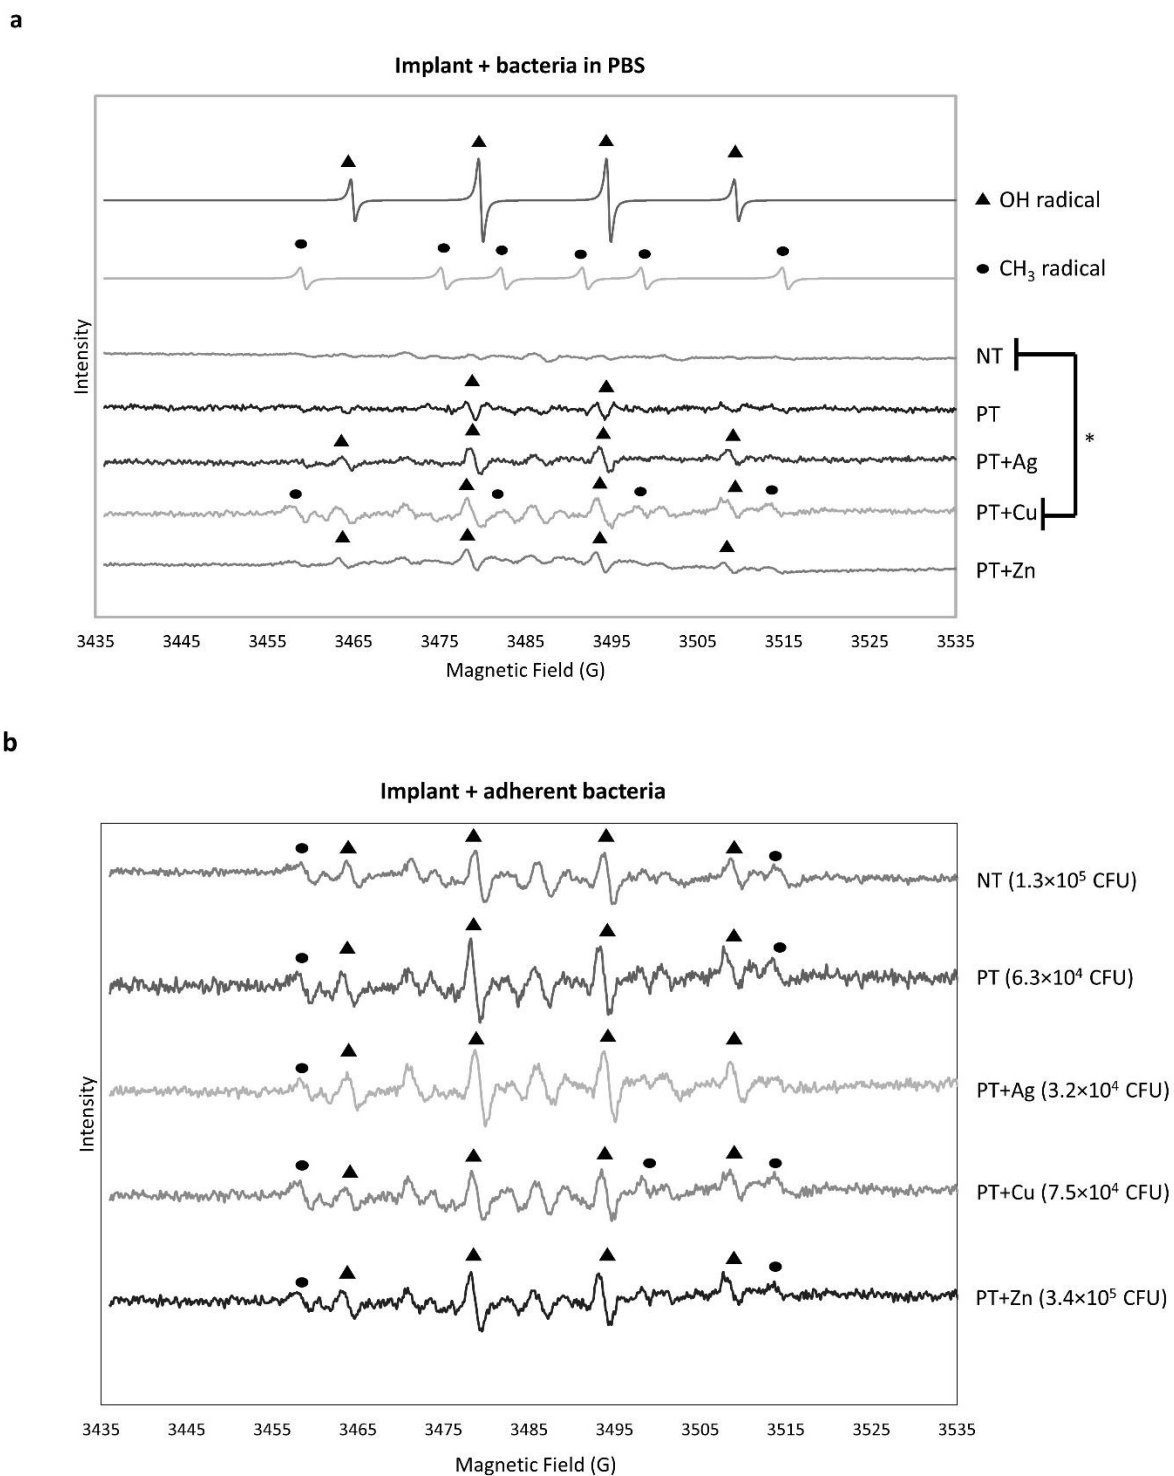 a
Implant + bacteria in PBS
▲ OH radical
● CH₃ radical
Intensity
NT
PT
*
PT+Ag
PT+Cu
PT+Zn
3435 3445 3455 3465 3475 3485 3495 3505 3515 3525 3535
Magnetic Field (G)
b
Implant + adherent bacteria
NT (1.3×10⁵ CFU)
PT (6.3×10⁴ CFU)
Intensity
PT+Ag (3.2×10⁴ CFU)
PT+Cu (7.5×10⁴ CFU)
PT+Zn (3.4×10⁵ CFU)
3435 3445 3455 3465 3475 3485 3495 3505 3515 3525 3535
Magnetic Field (G)